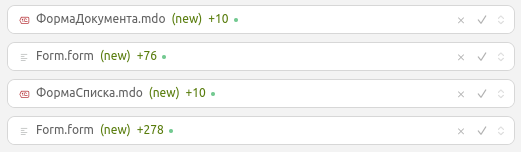 ФормаДокумента.mdo (new) +10
Form.form (new) +76
ФормаСписка.mdo (new) +10
Form.form (new) +278